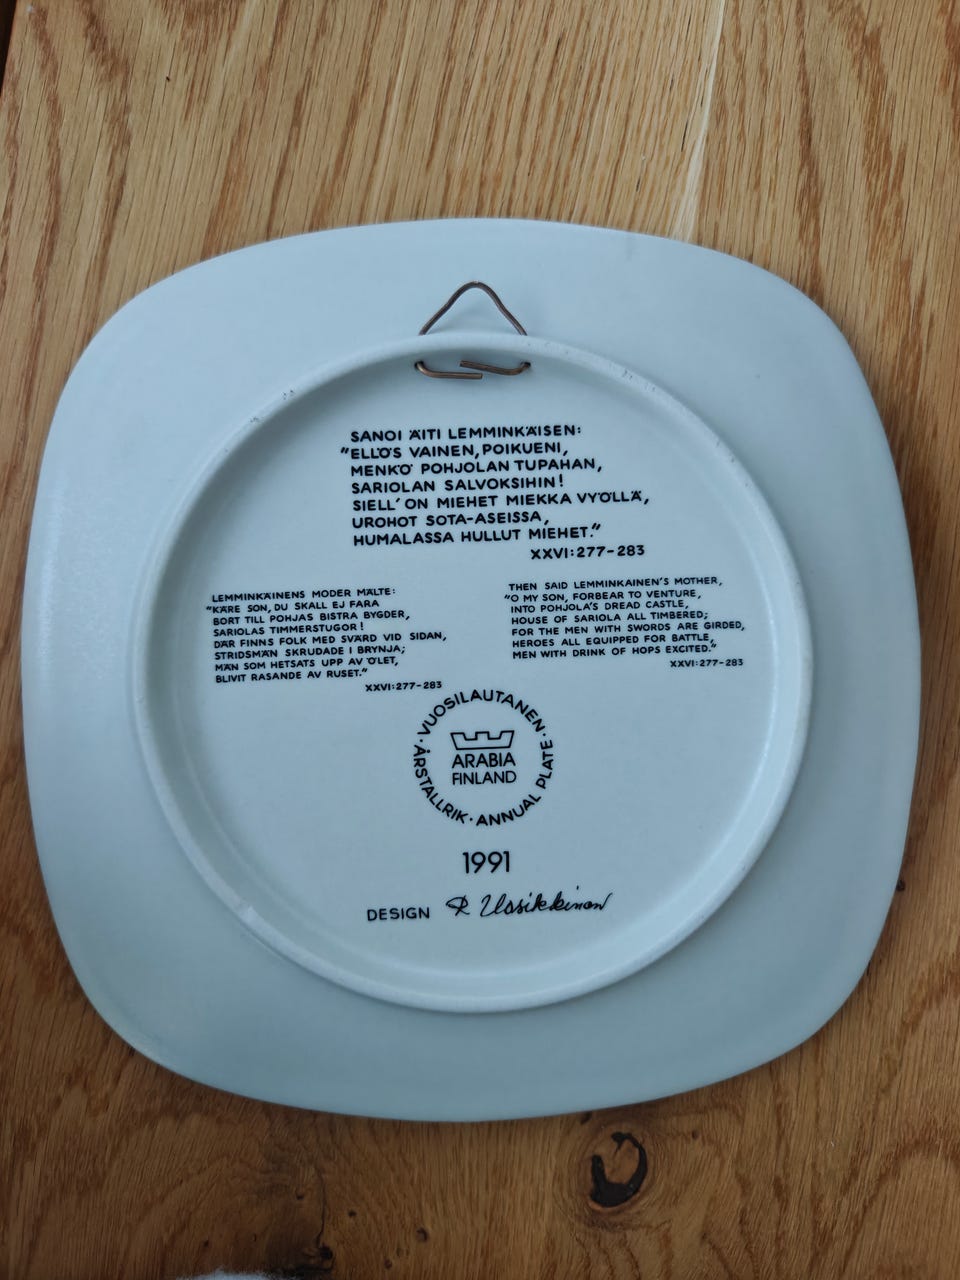 SANOI ÄITI LEMMINKÄISEN:
"ELLÖS VAINEN, POIKUENI,
MENKÖ POHJOLAN TUPAHAN,
SARIOLAN SALVOKSIHIN!
SIELL' ON MIEHET MIEKKA VYÖLLÄ,
UROHOT SOTA-ASEISSA,
HUMALASSA HULLUT MIEHET."
XXVI:277-283
LEMMINKÄINENS MODER MÄLTE:
"KÄRE SON, DU SKALL EJ FARA
BORT TILL POHJAS BISTRA BYGDER,
SARIOLAS TIMMERSTUGOR!
DÄR FINNS FOLK MED SVÄRD VID SIDAN,
STRIDSMÄN SKRUDADE I BRYNJA;
MÄN SOM HETSATS UPP AV ÖLET,
BLIVIT RASANDE AV RUSET."
XXVI:277-283
THEN SAID LEMMINKAINEN'S MOTHER,
"O MY SON, FORBEAR TO VENTURE,
INTO POHJOLA'S DREAD CASTLE,
HOUSE OF SARIOLA ALL TIMBERED;
FOR THE MEN WITH SWORDS ARE GIRDED,
HEROES ALL EQUIPPED FOR BATTLE,
MEN WITH DRINK OF HOPS EXCITED."
XXVI:277-283
· VUOSILAUTANEN · ANNUAL PLATE · ÅRSTALLRIK
ARABIA
FINLAND
1991
DESIGN R Uosikkinen